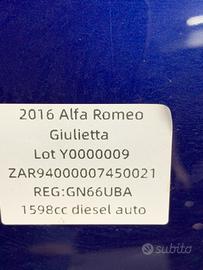 2016 Alfa Romeo
Giulietta
Lot Y0000009
ZAR94000007450021
REG:GN66UBA
1598cc diesel auto
subito